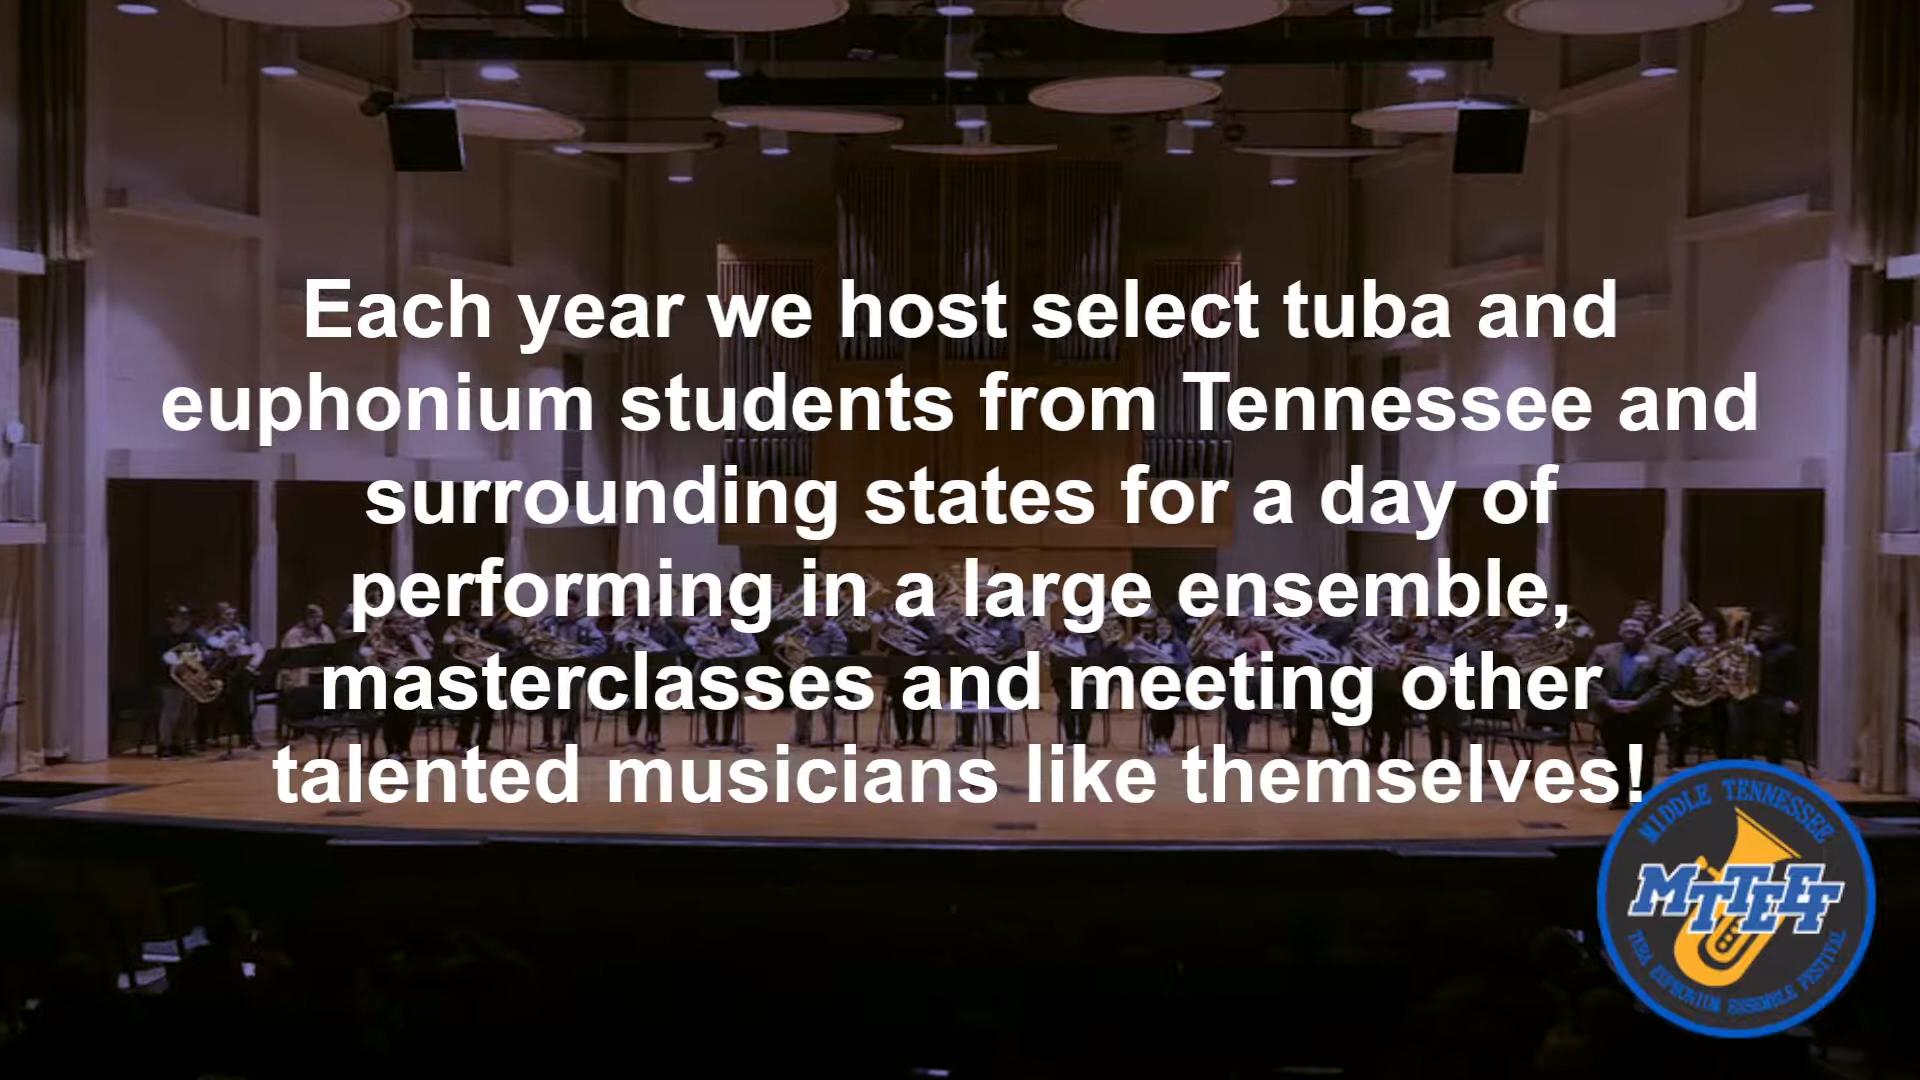 Each year we host select tuba and
euphonium students from Tennessee and
surrounding states for a day of
performing in a large ensemble,
masterclasses and meeting other
talented musicians like themselves!
MIDDLE TENNESSEE
MTTEEF
TUBA EUPHONIUM ENSEMBLE FESTIVAL